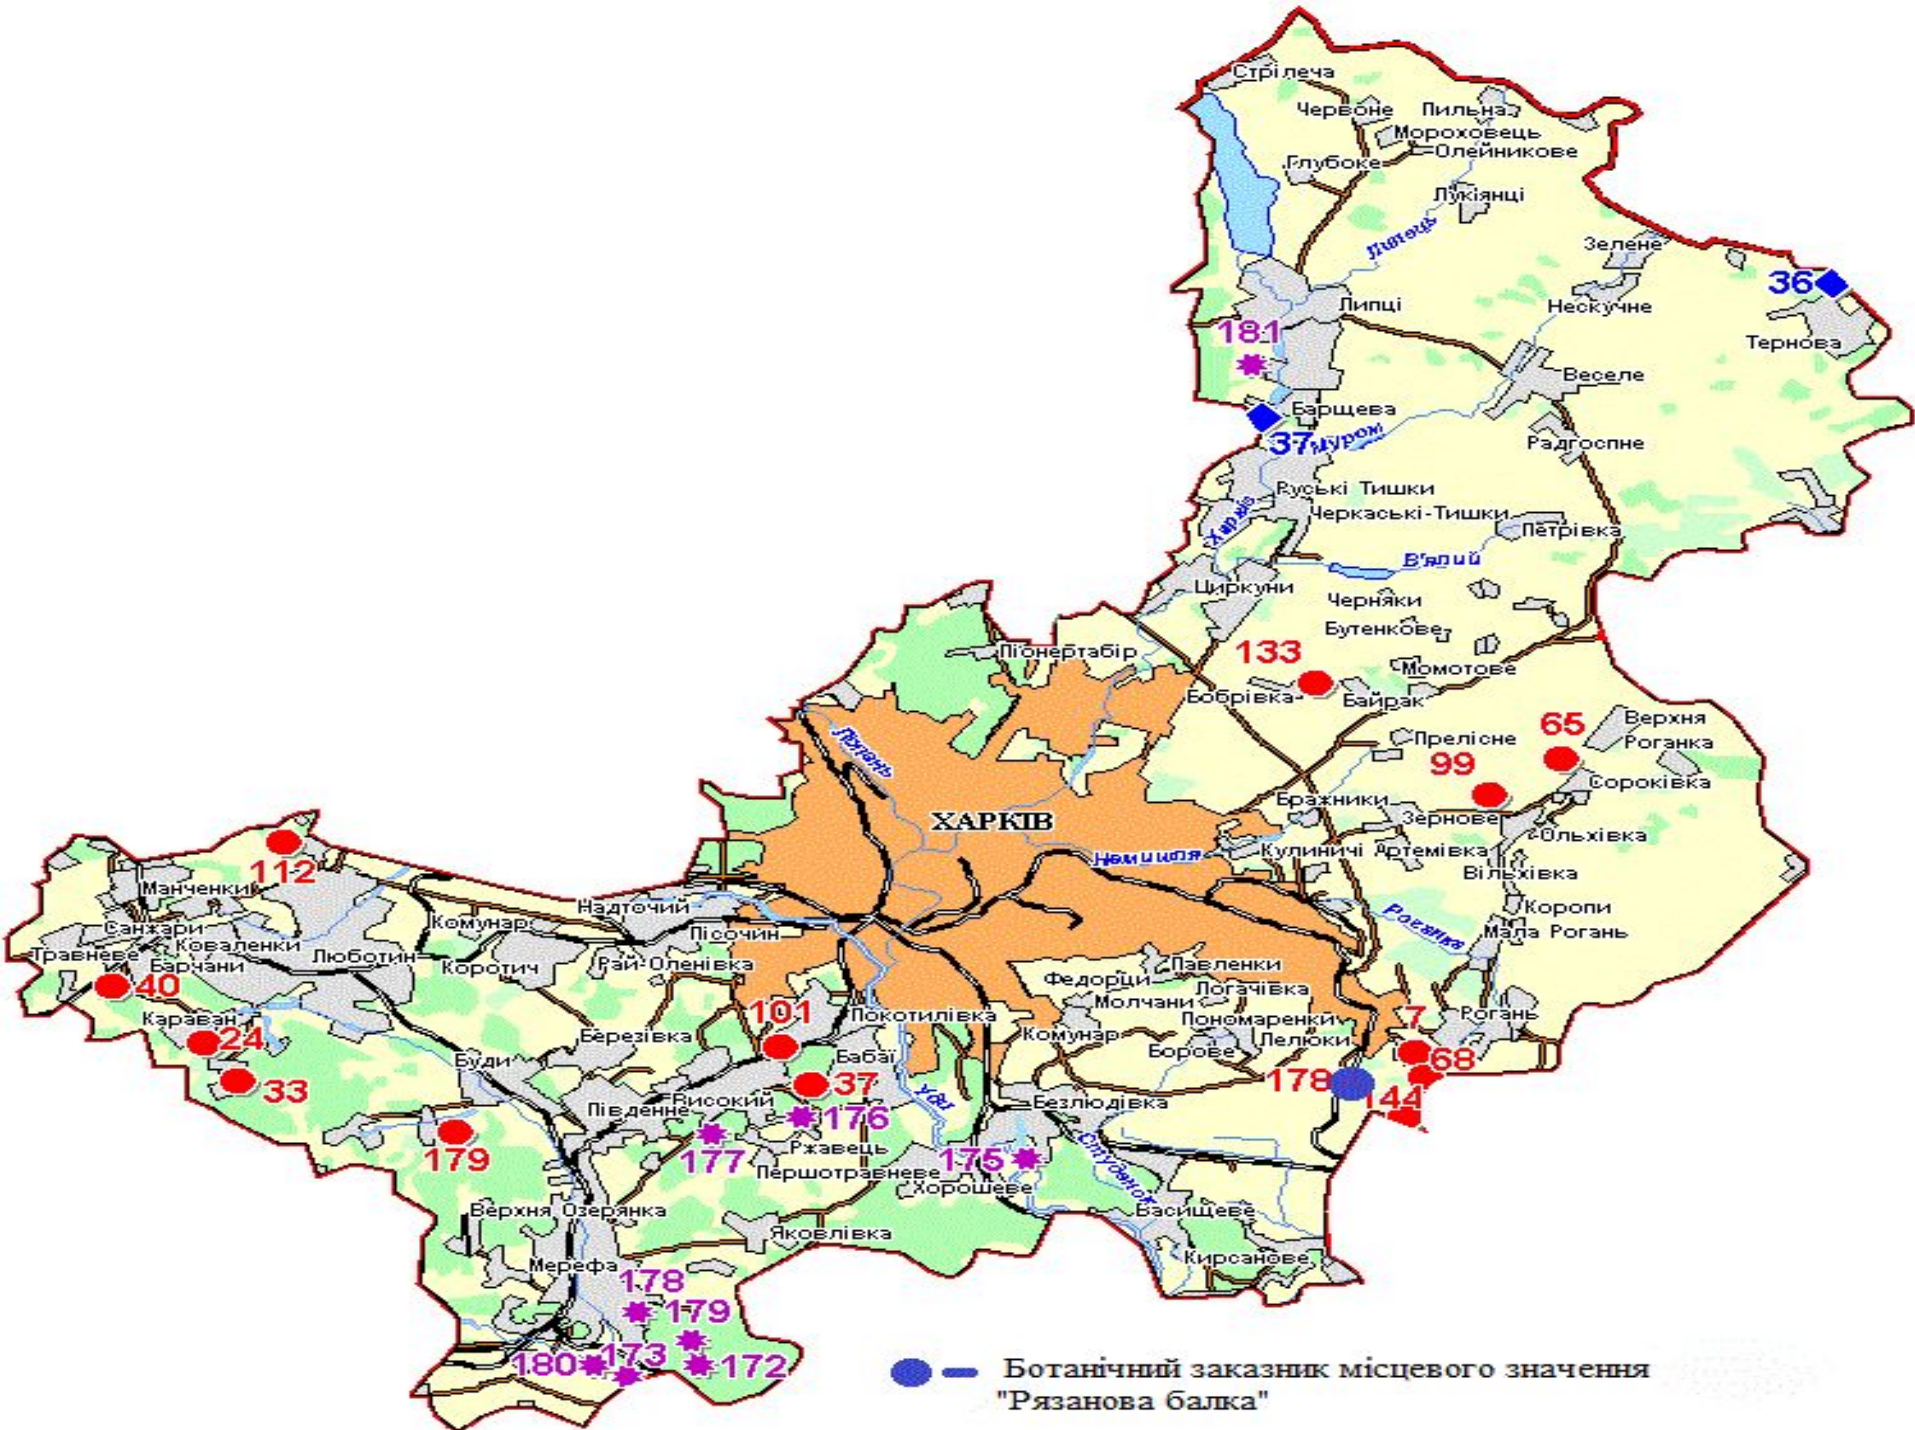 Стрілеча
Червоне
Пильна
Мороховець
Олейникове
Глубоке
Лукіянці
Липець
Зелене
36
Липці
Нескучне
181
Тернова
Веселе
Барщева
37
Муром
Радгоспне
Руські Тишки
Харків
Черкаські-Тишки
Петрівка
В'ялий
Циркуни
Черняки
Бутенкове
Піонертабір
133
Момотове
Бобрівка
Байрак
65
Верхня
Роганка
Лопань
Прелісне
99
Сороківка
Бражники
ХАРКІВ
Зернове
Ольхівка
Немишля
Кулиничі
Артемівка
Вільхівка
112
Манченки
Надточий
Коропи
Роганка
Санжари
Комунар
Пісочин
Мала Рогань
Травневе
Коваленки
Барчани
Люботин
Коротич
Рай-Оленівка
Павленки
Федорці
40
Логачівка
Молчани
Караван
101
Покотилівка
Пономаренки
7
Рогань
24
Березівка
Комунар
Лелюки
Борове
Буди
Бабаї
68
33
37
178
Уди
144
Високий
Південне
Безлюдівка
176
179
177
Ржавець
175
Студенок
Першотравневе
Хорошеве
Верхня Озерянка
Васищеве
Яковлівка
Мерефа
Кирсанове
178
179
180
173
172
Ботанічний заказник місцевого значення
"Рязанова балка"